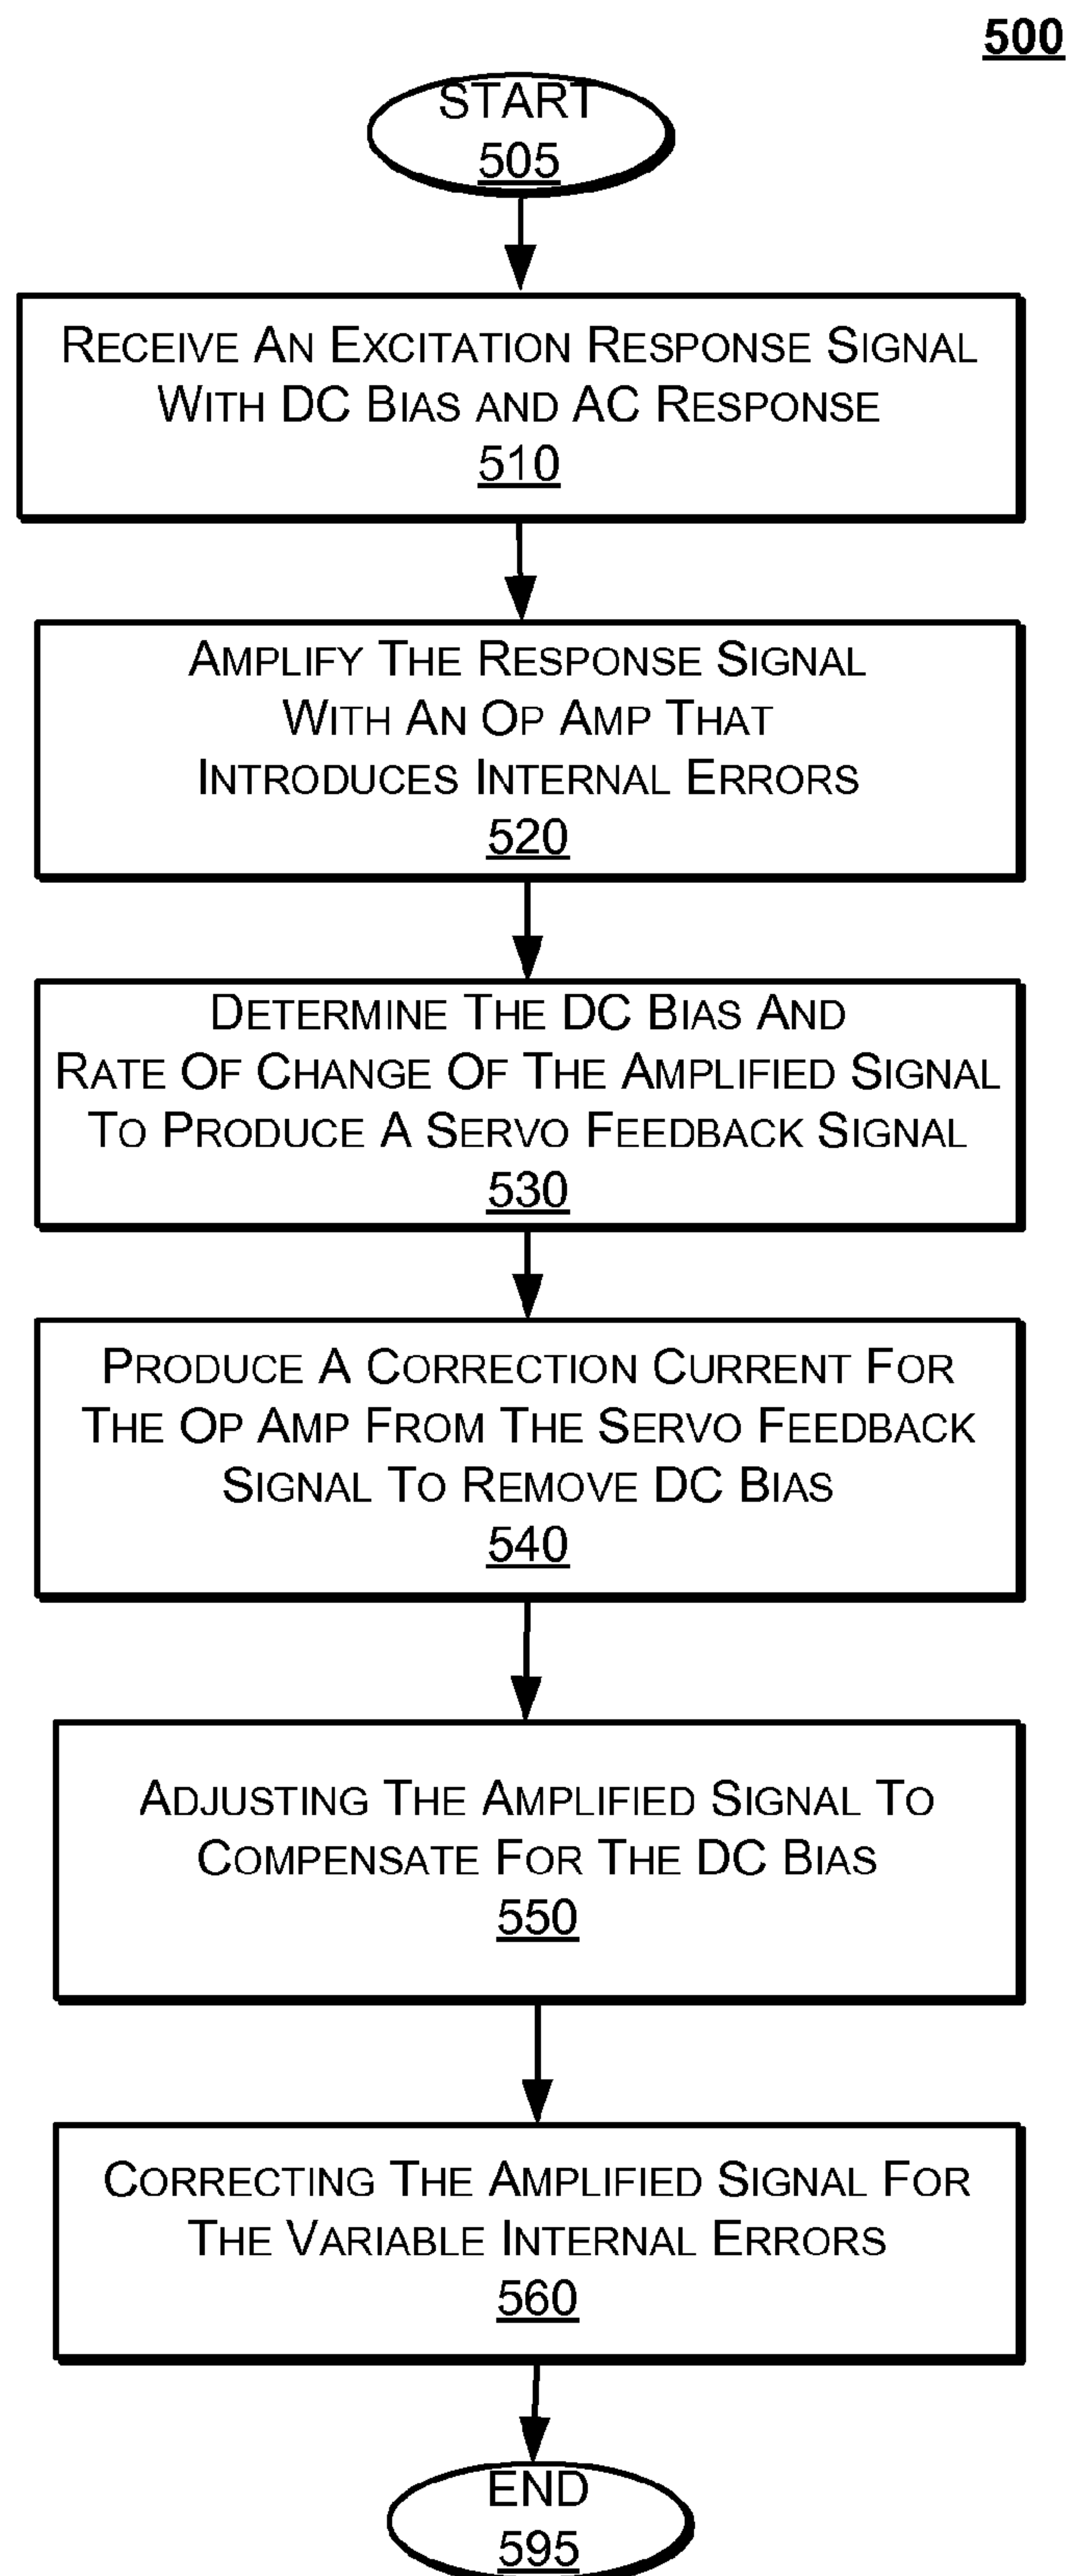 500
START
505
RECEIVE AN EXCITATION RESPONSE SIGNAL
WITH DC BIAS AND AC RESPONSE
510
AMPLIFY THE RESPONSE SIGNAL
WITH AN OP AMP THAT
INTRODUCES INTERNAL ERRORS
520
DETERMINE THE DC BIAS AND
RATE OF CHANGE OF THE AMPLIFIED SIGNAL
TO PRODUCE A SERVO FEEDBACK SIGNAL
530
PRODUCE A CORRECTION CURRENT FOR
THE OP AMP FROM THE SERVO FEEDBACK
SIGNAL TO REMOVE DC BIAS
540
ADJUSTING THE AMPLIFIED SIGNAL TO
COMPENSATE FOR THE DC BIAS
550
CORRECTING THE AMPLIFIED SIGNAL FOR
THE VARIABLE INTERNAL ERRORS
560
END
595